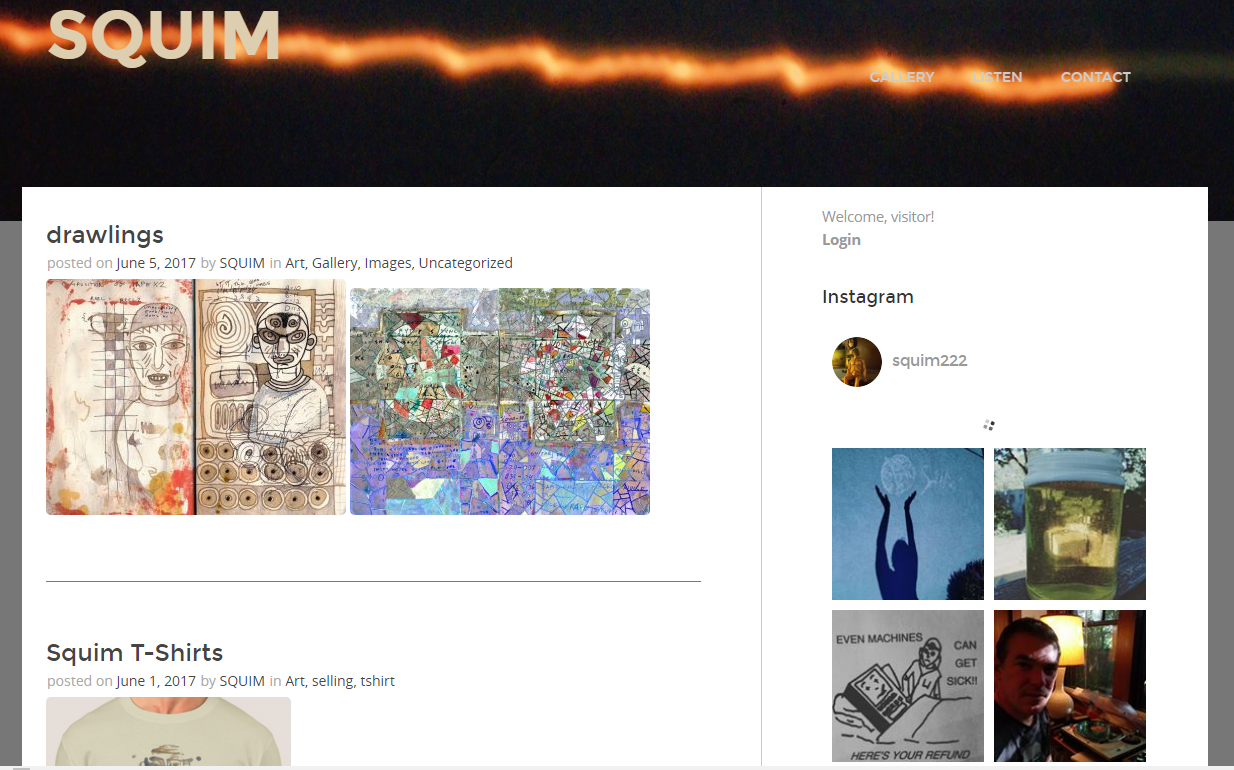 SQUIM
GALLERY LISTEN CONTACT
drawlings
posted on June 5, 2017 by SQUIM in Art, Gallery, Images, Uncategorized
Squim T-Shirts
posted on June 1, 2017 by SQUIM in Art, selling, tshirt
Welcome, visitor!
Login
Instagram
squim222
EVEN MACHINES
CAN
GET
SICK!!
HERE'S YOUR REFUND